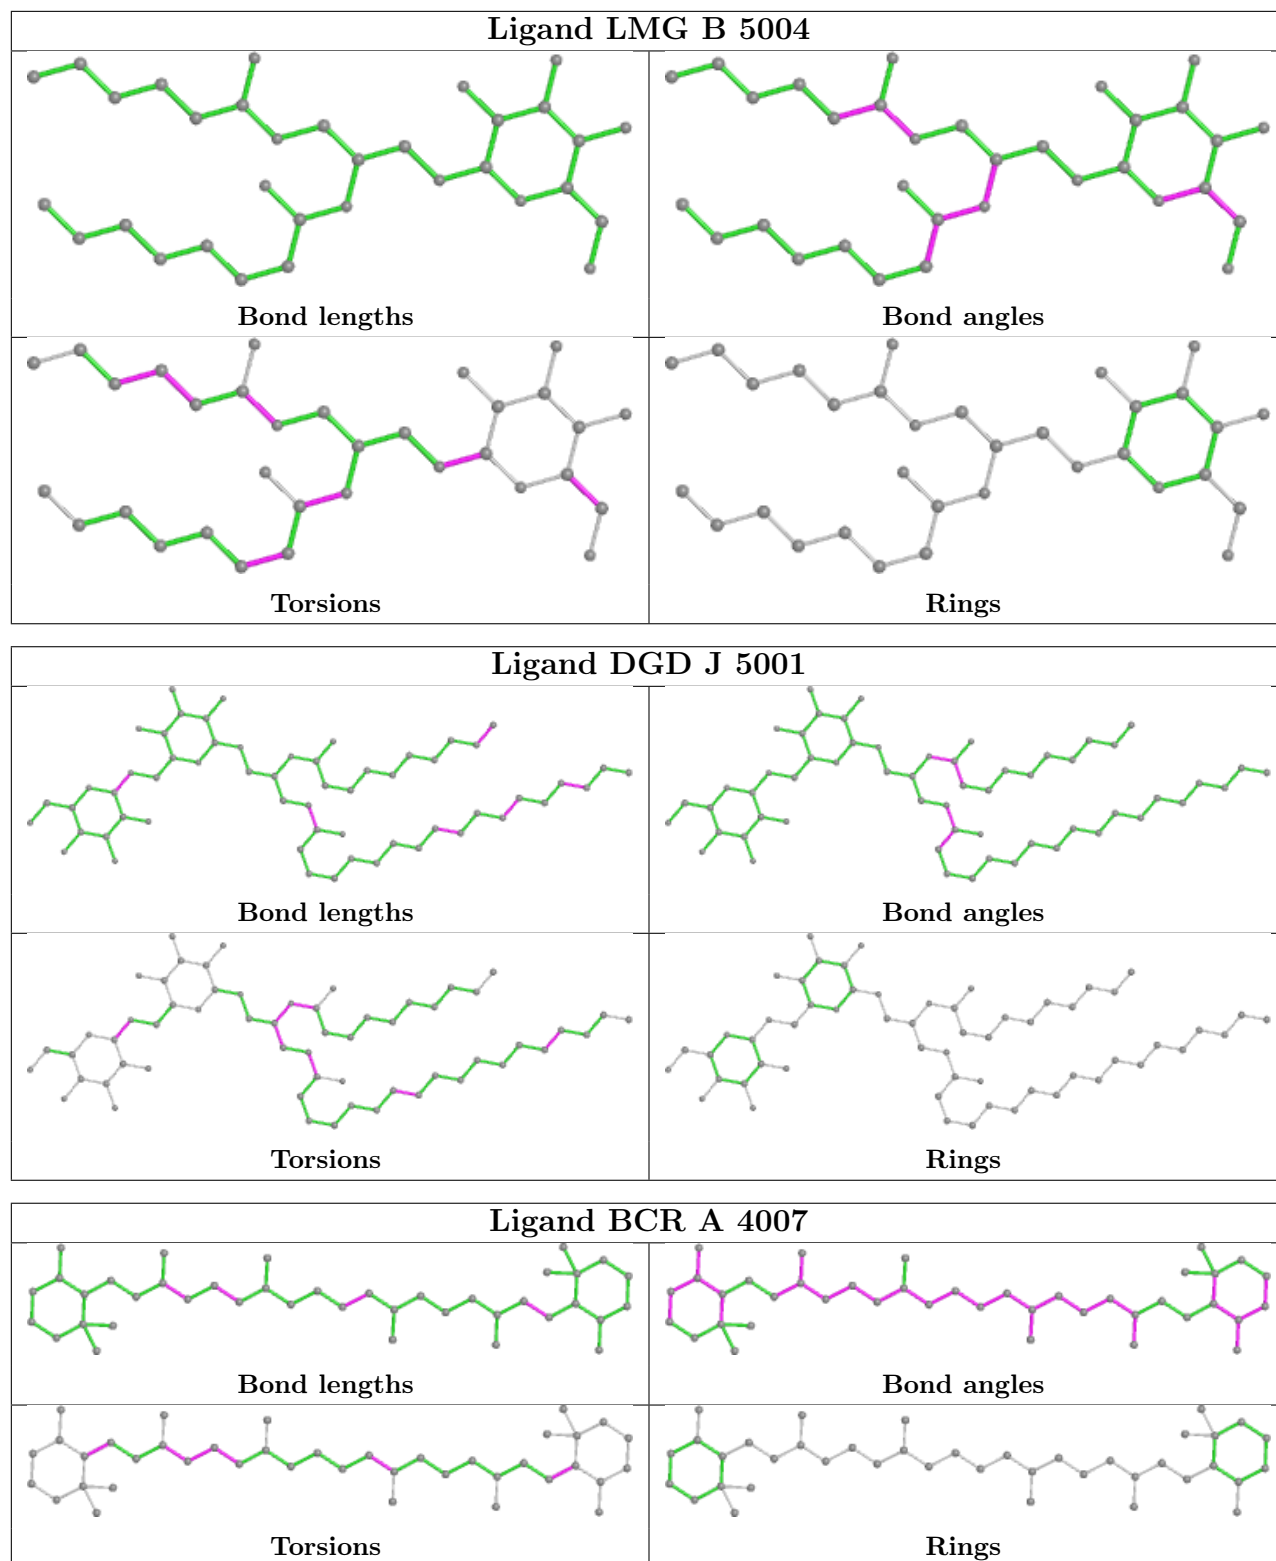 Ligand LMG B 5004
Bond lengths
Bond angles
Torsions
Rings
Ligand DGD J 5001
Bond lengths
Bond angles
Torsions
Rings
Ligand BCR A 4007
Bond lengths
Bond angles
Torsions
Rings